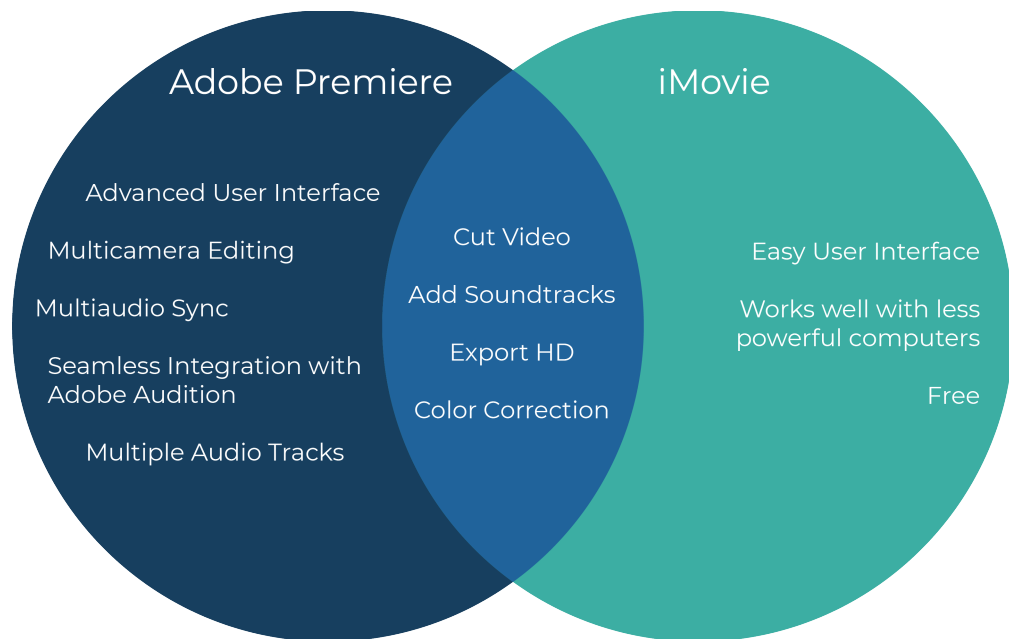 Adobe Premiere
Advanced User Interface
Multicamera Editing
Multiaudio Sync
Seamless Integration with
Adobe Audition
Multiple Audio Tracks
Cut Video
Add Soundtracks
Export HD
Color Correction
iMovie
Easy User Interface
Works well with less
powerful computers
Free